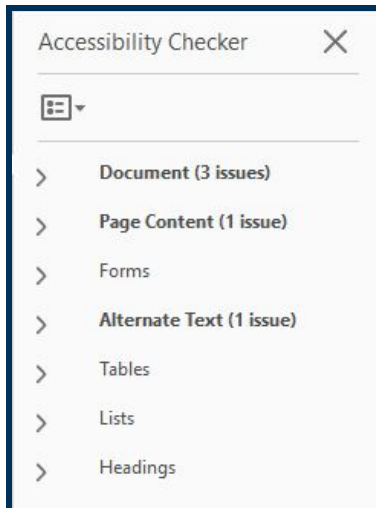 Accessibility Checker
Document (3 issues)
Page Content (1 issue)
Forms
Alternate Text (1 issue)
Tables
Lists
Headings